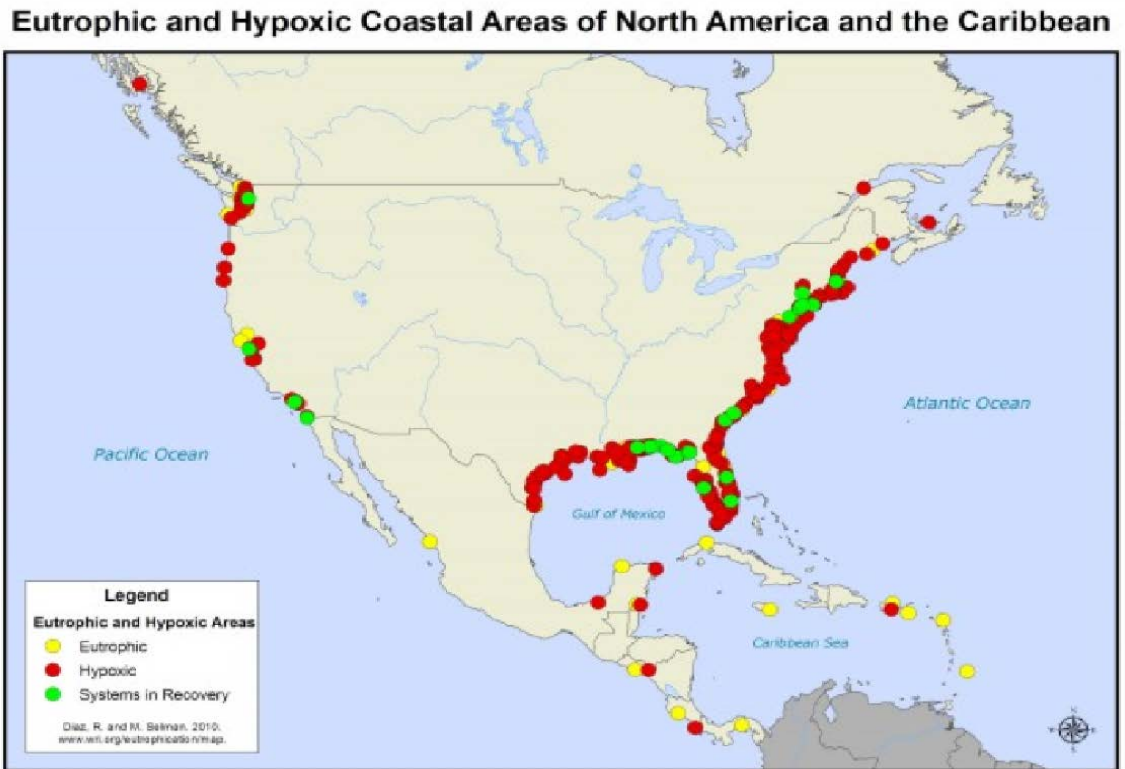 Eutrophic and Hypoxic Coastal Areas of North America and the Caribbean
Atlantic Ocean
Pacific Ocean
Gulf of Mexico
Caribbean Sea
Legend
Eutrophic and Hypoxic Areas
Eutrophic
Hypoxic
Systems in Recovery
Diaz, R. and M. Selman. 2010.
www.wri.org/eutrophication/map.